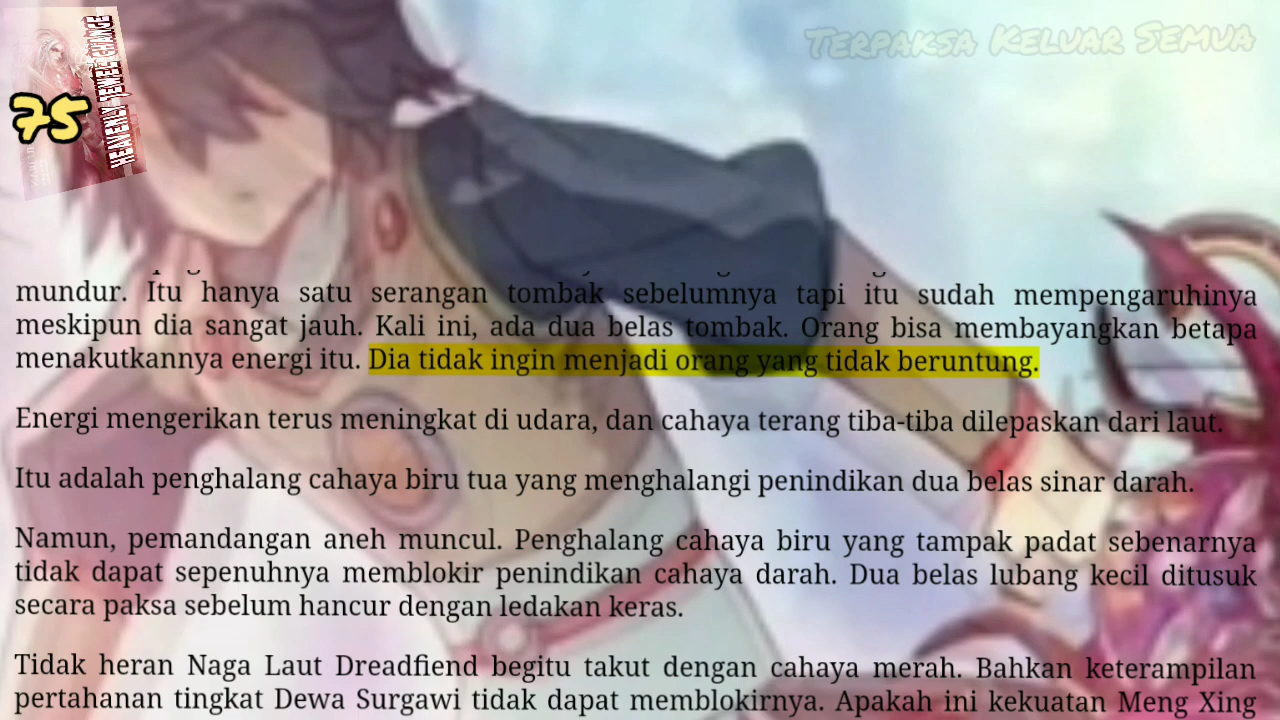 Terpaksa Keluar Semua
75
HEAVENLY JEWEL CHANGE
mundur. Itu hanya satu serangan tombak sebelumnya tapi itu sudah mempengaruhinya
meskipun dia sangat jauh. Kali ini, ada dua belas tombak. Orang bisa membayangkan betapa
menakutkannya energi itu. Dia tidak ingin menjadi orang yang tidak beruntung.
Energi mengerikan terus meningkat di udara, dan cahaya terang tiba-tiba dilepaskan dari laut.
Itu adalah penghalang cahaya biru tua yang menghalangi penindikan dua belas sinar darah.
Namun, pemandangan aneh muncul. Penghalang cahaya biru yang tampak padat sebenarnya
tidak dapat sepenuhnya memblokir penindikan cahaya darah. Dua belas lubang kecil ditusuk
secara paksa sebelum hancur dengan ledakan keras.
Tidak heran Naga Laut Dreadfiend begitu takut dengan cahaya merah. Bahkan keterampilan
pertahanan tingkat Dewa Surgawi tidak dapat memblokirnya. Apakah ini kekuatan Meng Xing